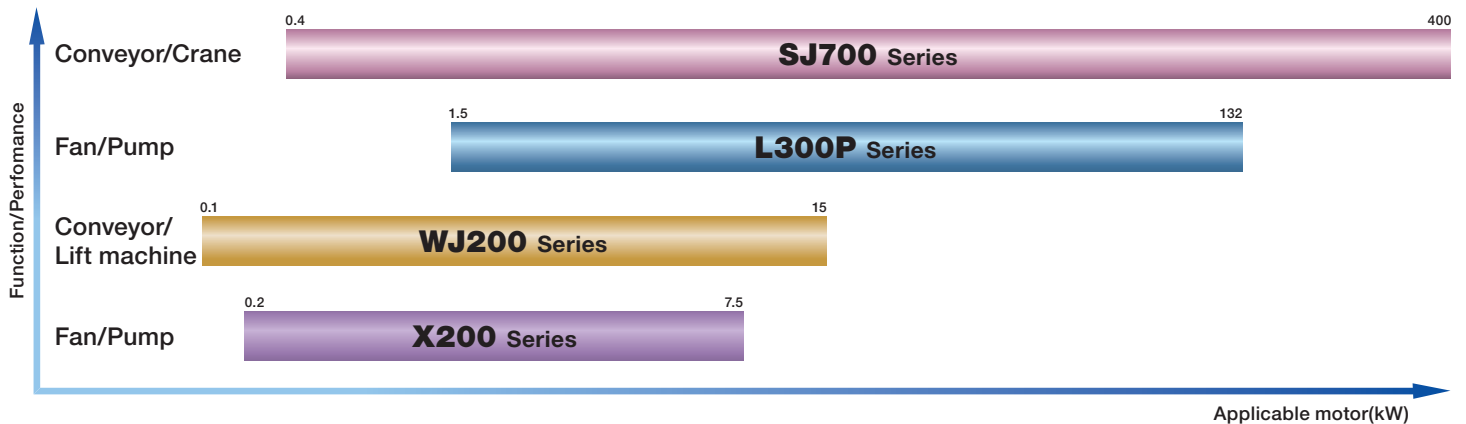 0.4
400
Conveyor/Crane
SJ700 Series
1.5
132
Fan/Pump
L300P Series
0.1
15
Conveyor/
Lift machine
WJ200 Series
0.2
7.5
Fan/Pump
X200 Series
Function/Perfomance
Applicable motor(kW)